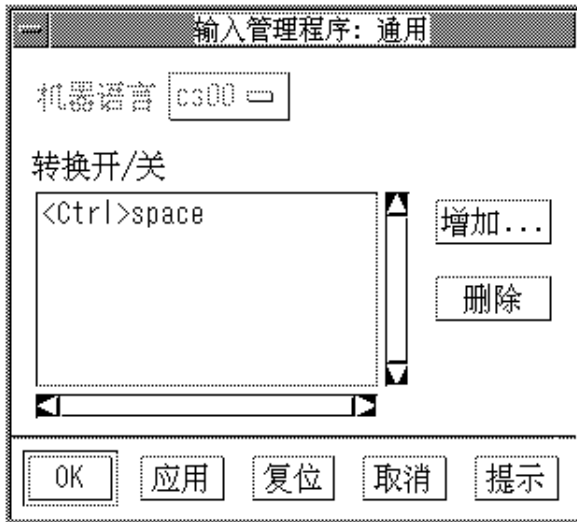 输入管理程序: 通用
机器语言 cs00
转换开/关
<Ctrl>space
增加...
删除
OK 应用 复位 取消 提示